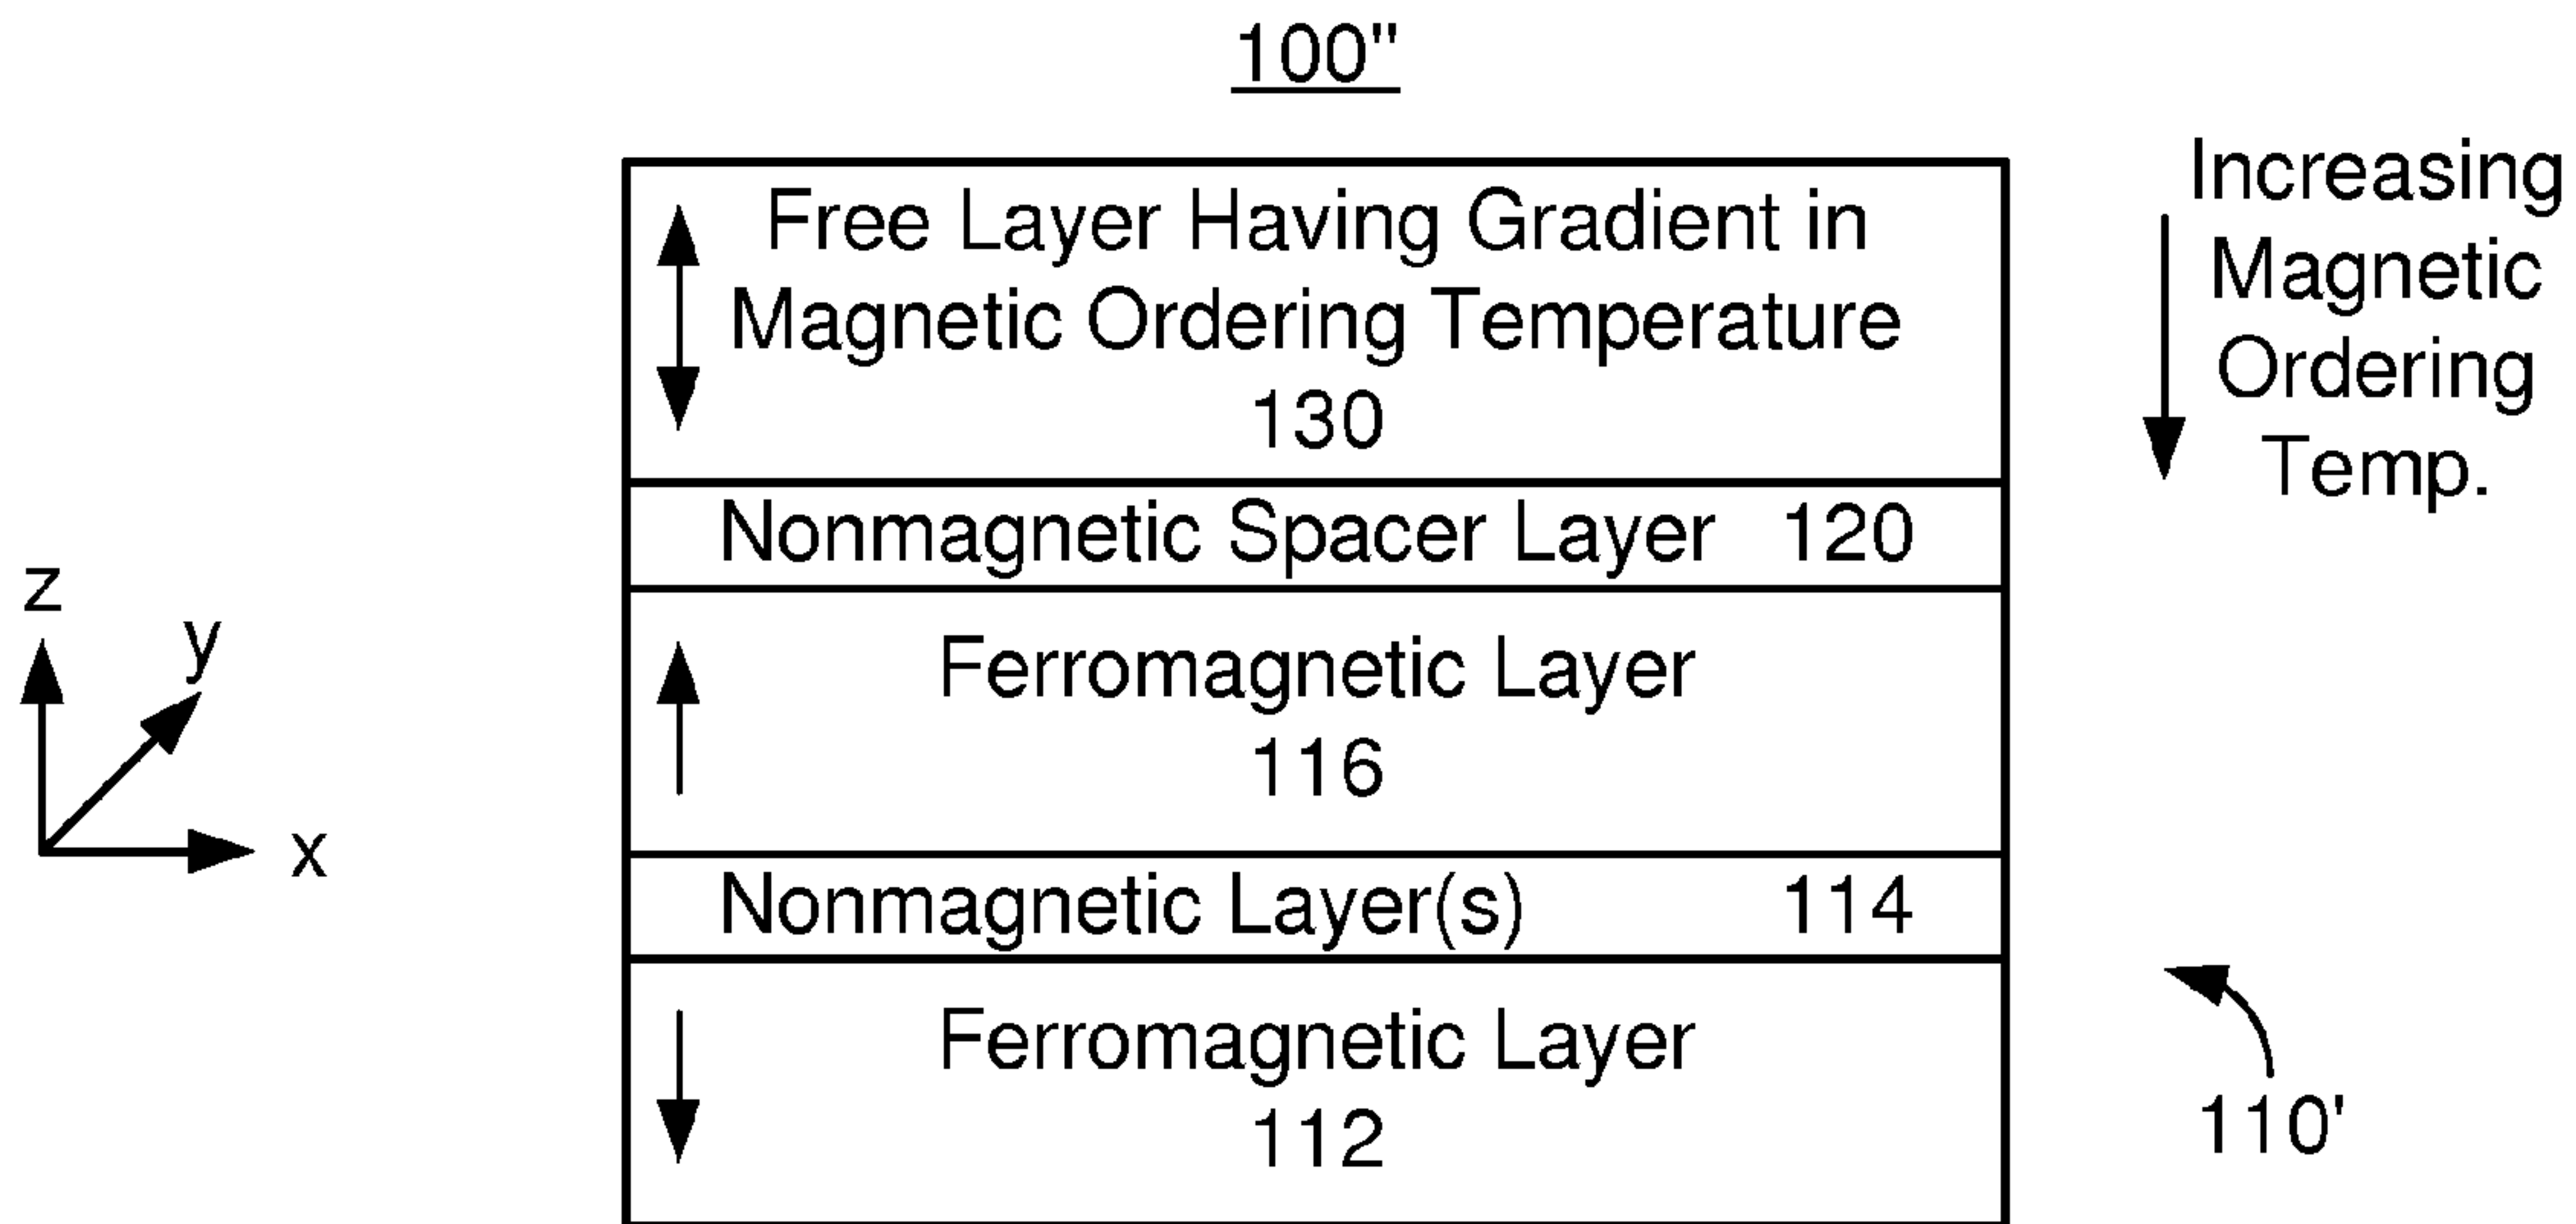 100"
Free Layer Having Gradient in
Magnetic Ordering Temperature
130
Increasing
Magnetic
Ordering
Temp.
Nonmagnetic Spacer Layer 120
z
y
x
Ferromagnetic Layer
116
Nonmagnetic Layer(s) 114
Ferromagnetic Layer
112
110'